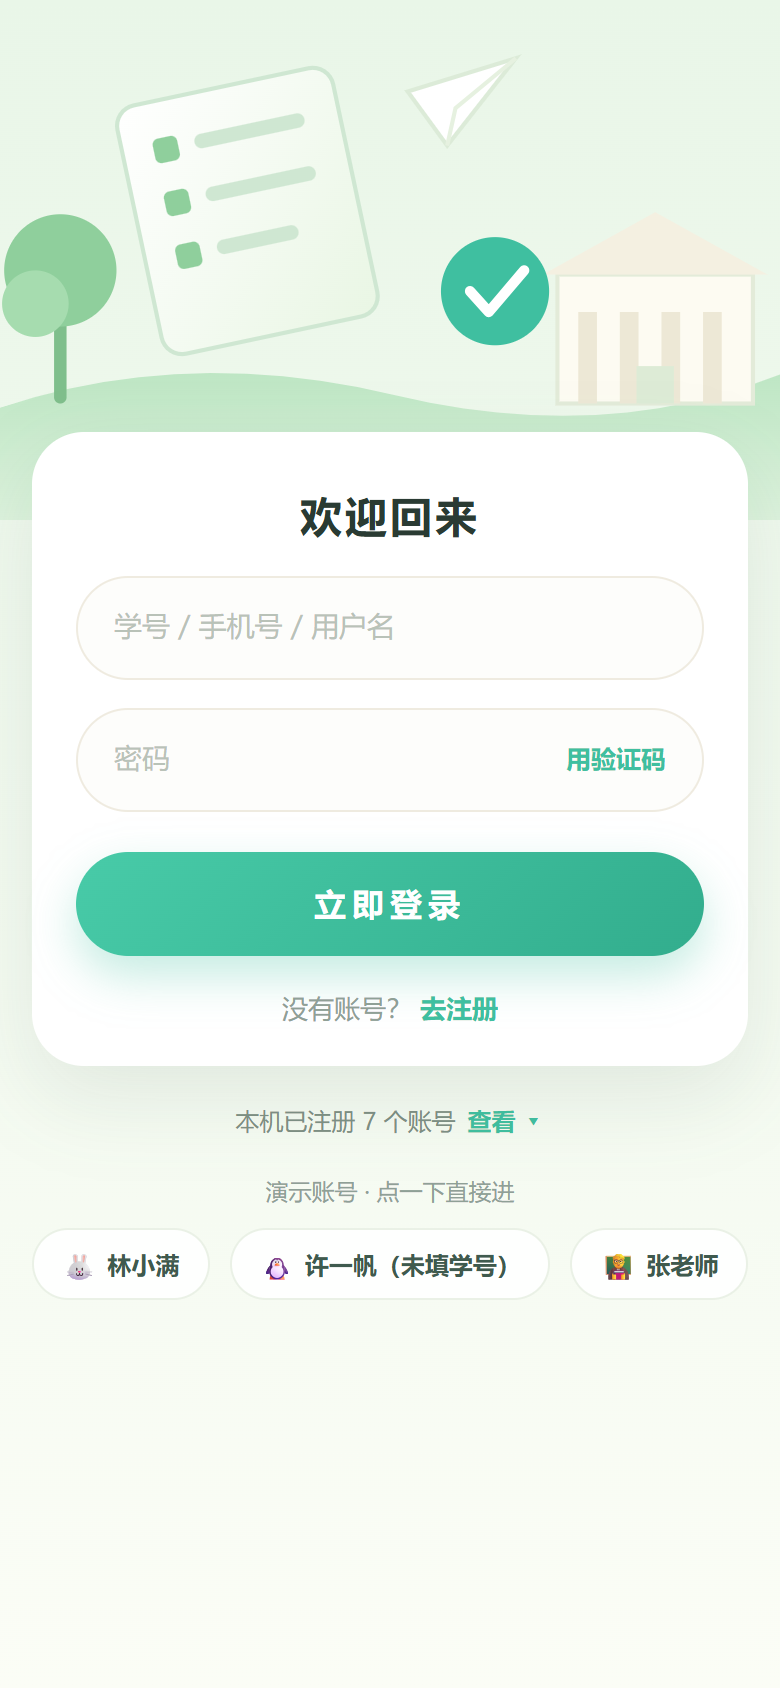 欢迎回来
学号 / 手机号 / 用户名
密码 用验证码
立即登录
没有账号? 去注册
本机已注册 7 个账号 查看 ▾
演示账号 · 点一下直接进
林小满 许一帆（未填学号） 张老师